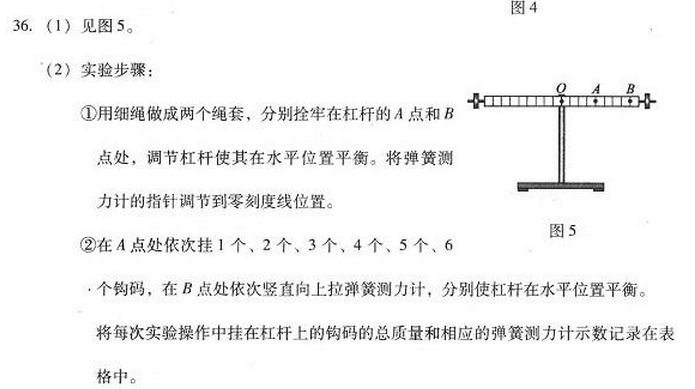 图4
36.（1）见图5。
（2）实验步骤：
①用细绳做成两个绳套，分别拴牢在杠杆的A点和B
点处，调节杠杆使其在水平位置平衡。将弹簧测
力计的指针调节到零刻度线位置。
O A B
图5
②在A点处依次挂1个、2个、3个、4个、5个、6
个钩码，在B点处依次竖直向上拉弹簧测力计，分别使杠杆在水平位置平衡。
将每次实验操作中挂在杠杆上的钩码的总质量和相应的弹簧测力计示数记录在表
格中。